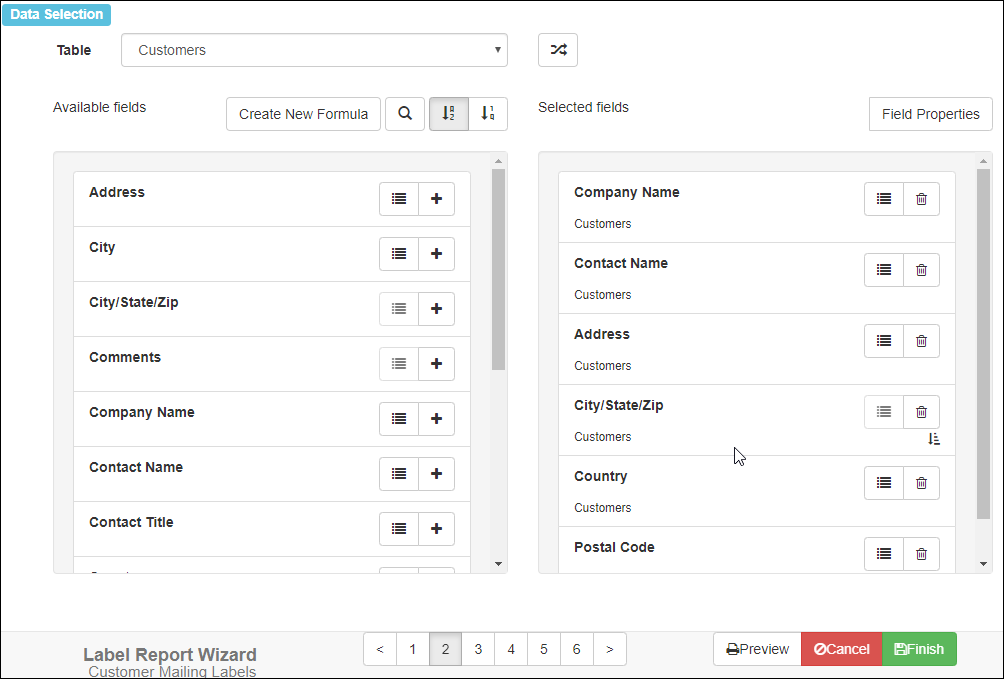 Data Selection
Table
Customers
Available fields
Create New Formula
Selected fields
Field Properties
Address
City
City/State/Zip
Comments
Company Name
Contact Name
Contact Title
Company Name
Customers
Contact Name
Customers
Address
Customers
City/State/Zip
Customers
Country
Customers
Postal Code
Label Report Wizard
Customer Mailing Labels
< 1 2 3 4 5 6 >
Preview
Cancel
Finish